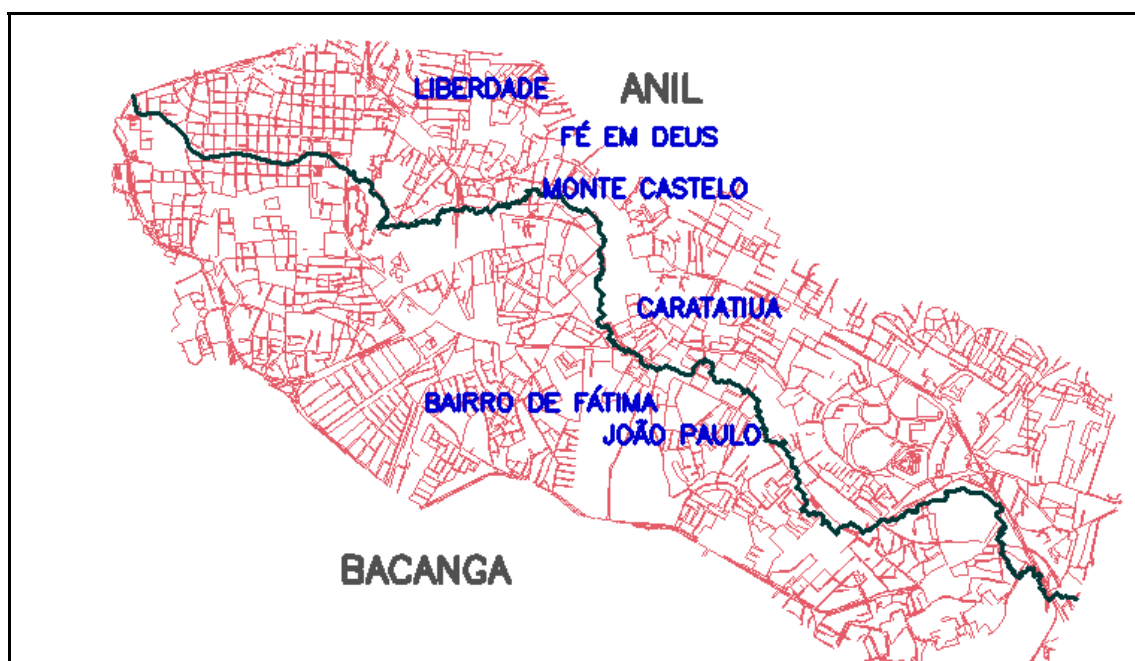 LIBERDADE
ANIL
FÉ EM DEUS
MONTE CASTELO
CARATATIUA
BAIRRO DE FÁTIMA
JOÃO PAULO
BACANGA